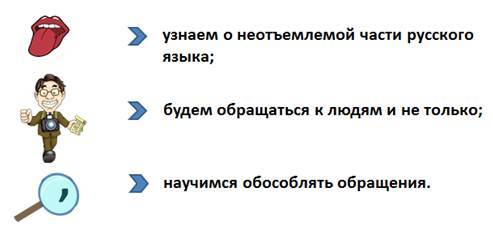 узнаем о неотъемлемой части русского
языка;
будем обращаться к людям и не только;
научимся обособлять обращения.